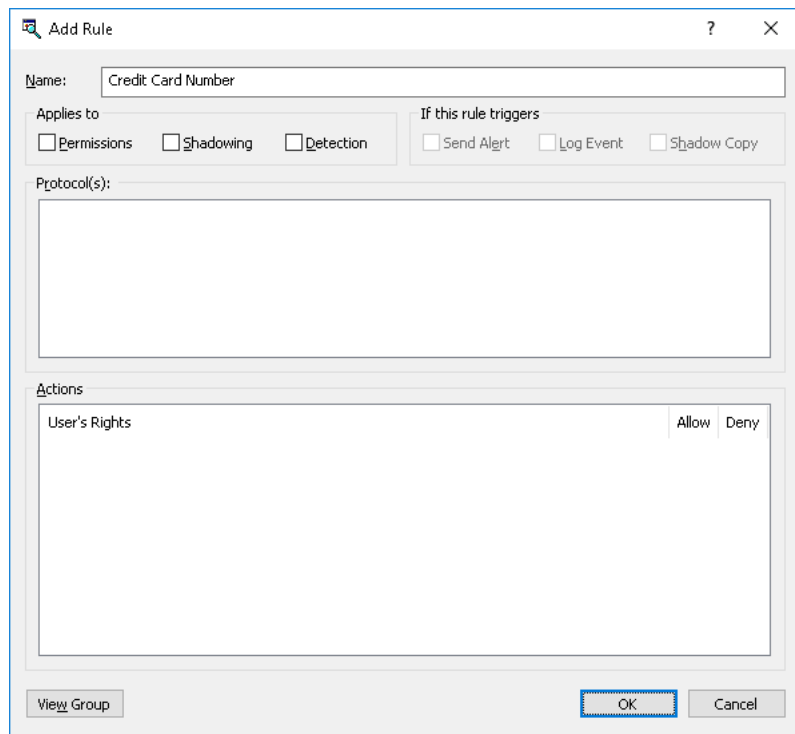 Add Rule
Name: Credit Card Number
Applies to
Permissions Shadowing Detection
If this rule triggers
Send Alert Log Event Shadow Copy
Protocol(s):
Actions
User's Rights Allow Deny
View Group OK Cancel